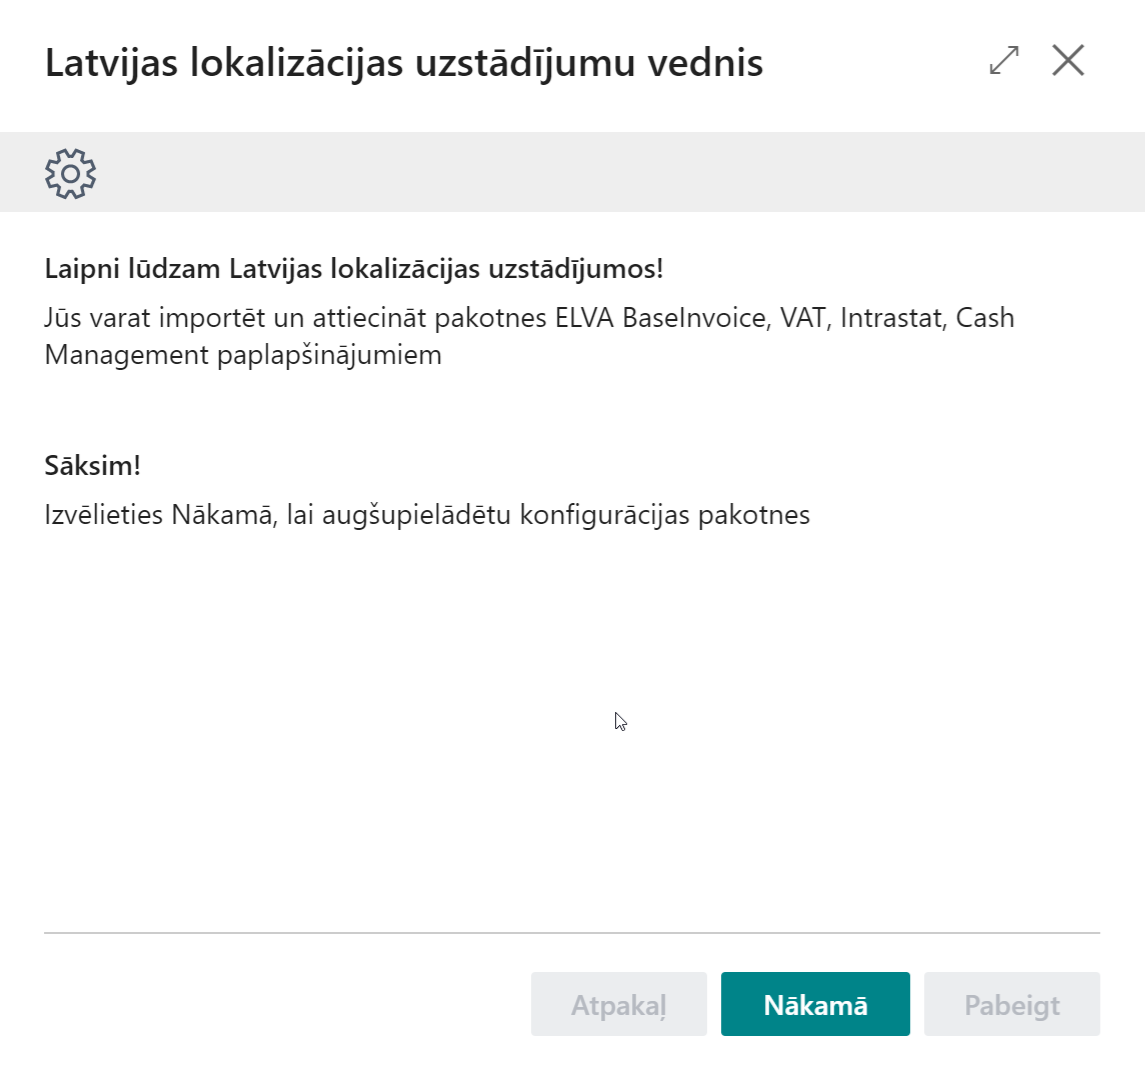 Latvijas lokalizācijas uzstādījumu vednis
Laipni lūdzam Latvijas lokalizācijas uzstādījumos!
Jūs varat importēt un attiecināt pakotnes ELVA BaseInvoice, VAT, Intrastat, Cash
Management paplapšinājumiem
Sāksim!
Izvēlieties Nākamā, lai augšupielādētu konfigurācijas pakotnes
Atpakaļ
Nākamā
Pabeigt